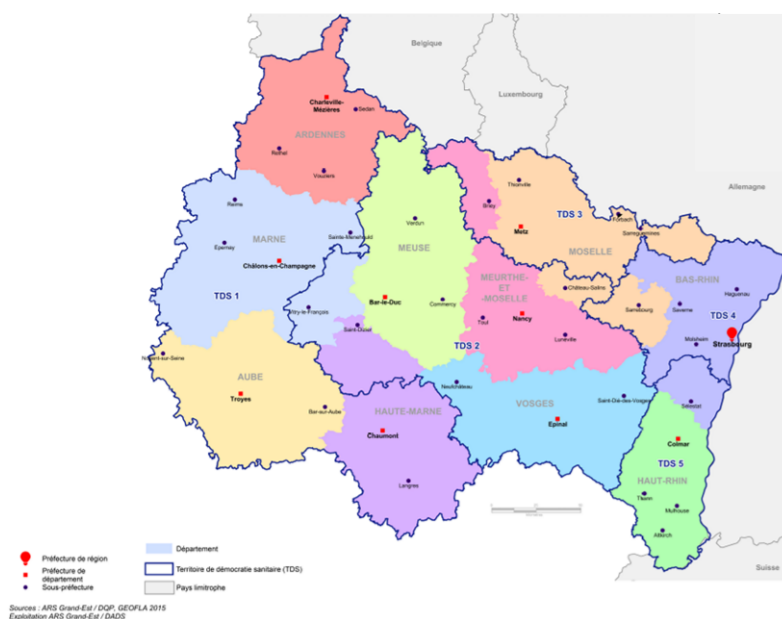 Belgique
Luxembourg
Allemagne
Charleville-
Mézières
Sedan
ARDENNES
Rethel
Vouziers
Thionville
TDS 3
Forbach
Sarreguemines
Briey
Metz
MOSELLE
Reims
Verdun
MARNE
Sainte-Menehould
MEUSE
Epernay
Châlons-en-Champagne
BAS-RHIN
MEURTHE-
ET
-MOSELLE
Château-Salins
Haguenau
TDS 1
Bar-le-Duc
Commercy
Sarrebourg
Saverne
TDS 4
Vitry-le-François
Toul
Nancy
Saint-Dizier
Lunéville
Molsheim
Strasbourg
TDS 2
Nogent-sur-Seine
AUBE
Neufchâteau
Troyes
VOSGES
Saint-Dié-des-Vosges
Sélestat
Bar-sur-Aube
HAUTE-MARNE
Epinal
Chaumont
Colmar
TDS 5
Langres
HAUT-RHIN
Thann
Mulhouse
Altkirch
Suisse
Préfecture de région
Préfecture de
département
Sous-préfecture
Département
Territoire de démocratie sanitaire (TDS)
Pays limitrophe
Sources : ARS Grand-Est / DQP, GEOFLA 2015
Exploitation ARS Grand-Est / DADS